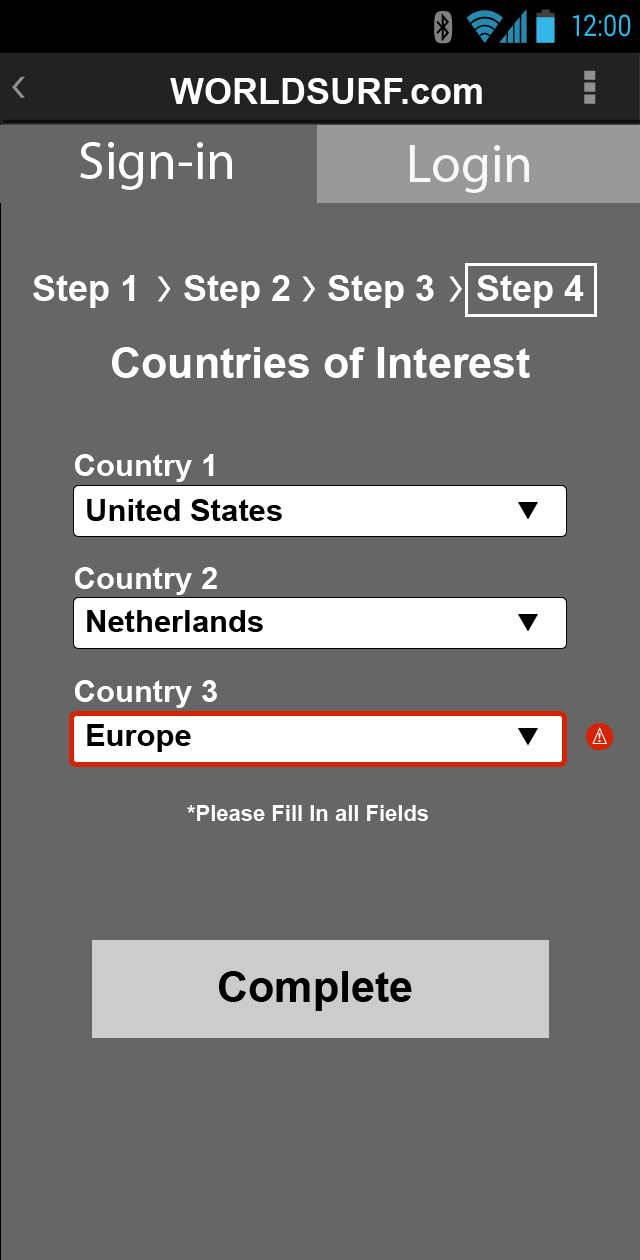 12:00
WORLDSURF.com
Sign-in Login
Step 1 > Step 2 > Step 3 > Step 4
Countries of Interest
Country 1
United States
Country 2
Netherlands
Country 3
Europe
*Please Fill In all Fields
Complete